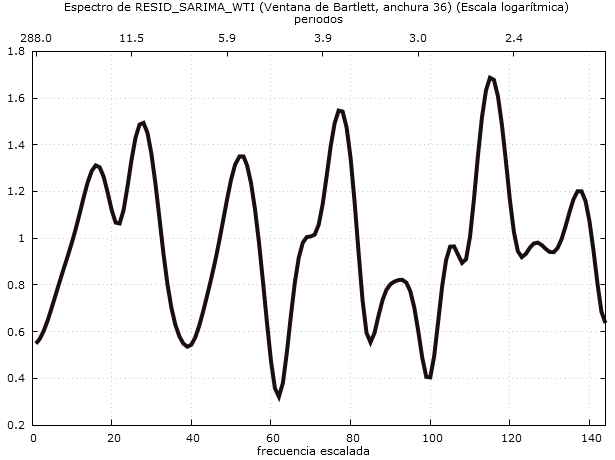 Espectro de RESID_SARIMA_WTI (Ventana de Bartlett, anchura 36) (Escala logarítmica)
periodos
288.0 11.5 5.9 3.9 3.0 2.4
1.8
1.6
1.4
1.2
1
0.8
0.6
0.4
0.2
0 20 40 60 80 100 120 140
frecuencia escalada